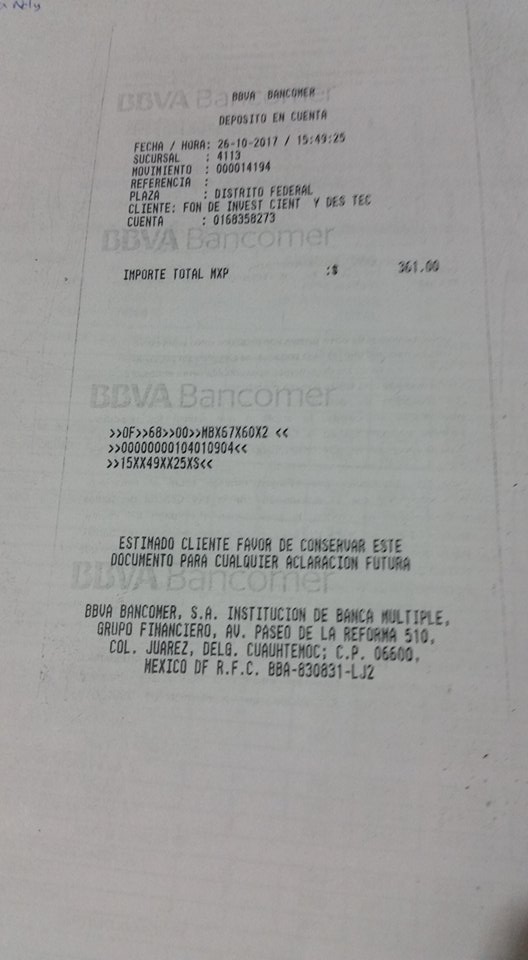 BBVA Bancomer
BBVA BANCOMER
DEPOSITO EN CUENTA
FECHA / HORA: 26-10-2017 / 15:49:25
SUCURSAL : 4113
MOVIMIENTO : 000014194
REFERENCIA :
PLAZA : DISTRITO FEDERAL
CLIENTE: FON DE INVEST CIENT Y DES TEC
CUENTA : 0168358273
BBVA Bancomer
IMPORTE TOTAL MXP :$ 361.00
BBVA Bancomer
>>OF>>68>>00>>MBX67X60X2 <<
>>00000000104010904<<
>>15XX49XX25XS<<
ESTIMADO CLIENTE FAVOR DE CONSERVAR ESTE
DOCUMENTO PARA CUALQUIER ACLARACION FUTURA
BBVA Bancomer
BBVA BANCOMER, S.A. INSTITUCION DE BANCA MULTIPLE,
GRUPO FINANCIERO, AV. PASEO DE LA REFORMA 510,
COL. JUAREZ, DELG. CUAUHTEMOC; C.P. 06600,
MEXICO DF R.F.C. BBA-830831-LJ2